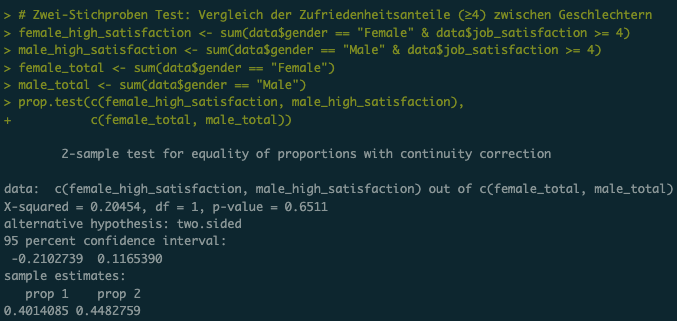 > # Zwei-Stichproben Test: Vergleich der Zufriedenheitsanteile (≥4) zwischen Geschlechtern
> female_high_satisfaction <- sum(data$gender == "Female" & data$job_satisfaction >= 4)
> male_high_satisfaction <- sum(data$gender == "Male" & data$job_satisfaction >= 4)
> female_total <- sum(data$gender == "Female")
> male_total <- sum(data$gender == "Male")
> prop.test(c(female_high_satisfaction, male_high_satisfaction),
+           c(female_total, male_total))

        2-sample test for equality of proportions with continuity correction

data:  c(female_high_satisfaction, male_high_satisfaction) out of c(female_total, male_total)
X-squared = 0.20454, df = 1, p-value = 0.6511
alternative hypothesis: two.sided
95 percent confidence interval:
 -0.2102739  0.1165390
sample estimates:
   prop 1    prop 2
0.4014085 0.4482759